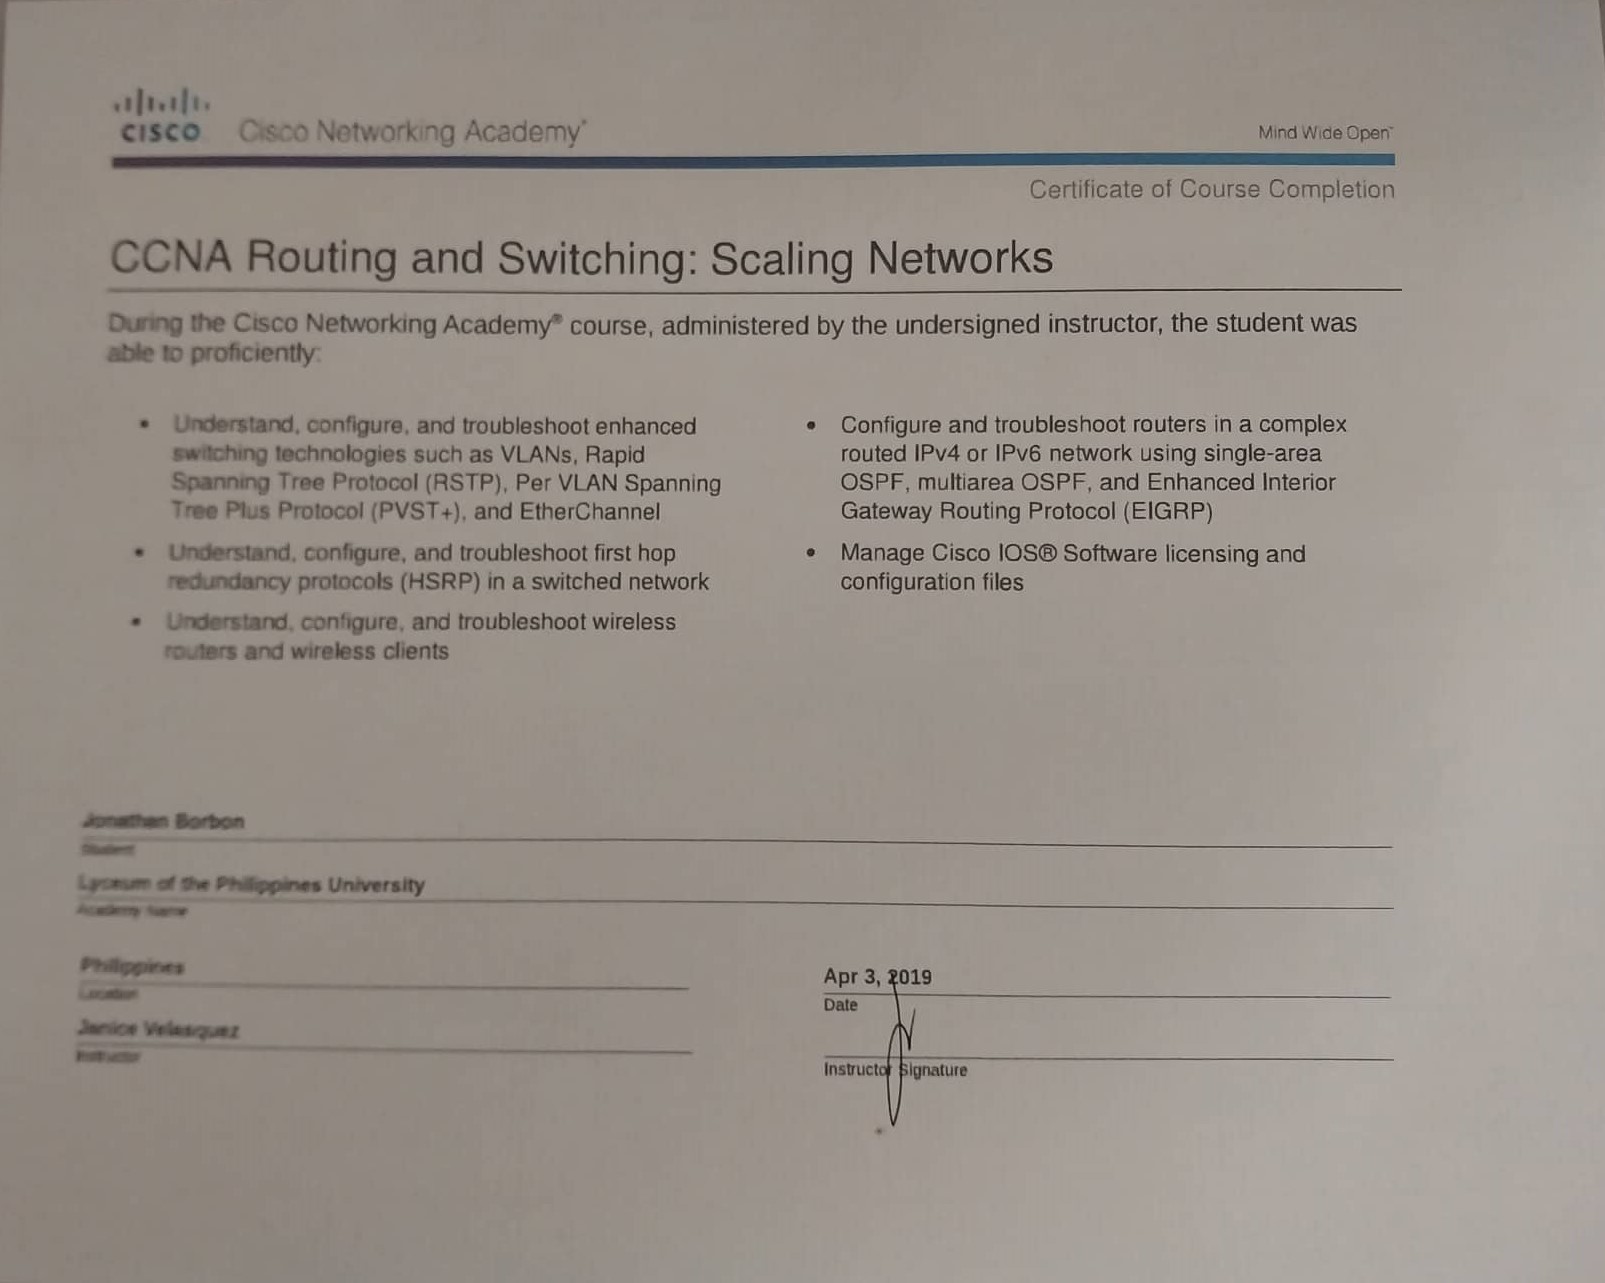 CISCO Cisco Networking Academy®
Mind Wide Open™
Certificate of Course Completion
CCNA Routing and Switching: Scaling Networks
During the Cisco Networking Academy® course, administered by the undersigned instructor, the student was
able to proficiently:
• Understand, configure, and troubleshoot enhanced
switching technologies such as VLANs, Rapid
Spanning Tree Protocol (RSTP), Per VLAN Spanning
Tree Plus Protocol (PVST+), and EtherChannel
• Understand, configure, and troubleshoot first hop
redundancy protocols (HSRP) in a switched network
• Understand, configure, and troubleshoot wireless
routers and wireless clients
• Configure and troubleshoot routers in a complex
routed IPv4 or IPv6 network using single-area
OSPF, multiarea OSPF, and Enhanced Interior
Gateway Routing Protocol (EIGRP)
• Manage Cisco IOS® Software licensing and
configuration files
Jonathan Borbon
Student
Lyceum of the Philippines University
Academy Name
Philippines
Location
Apr 3, 2019
Date
Janice Velasquez
Instructor
Instructor Signature